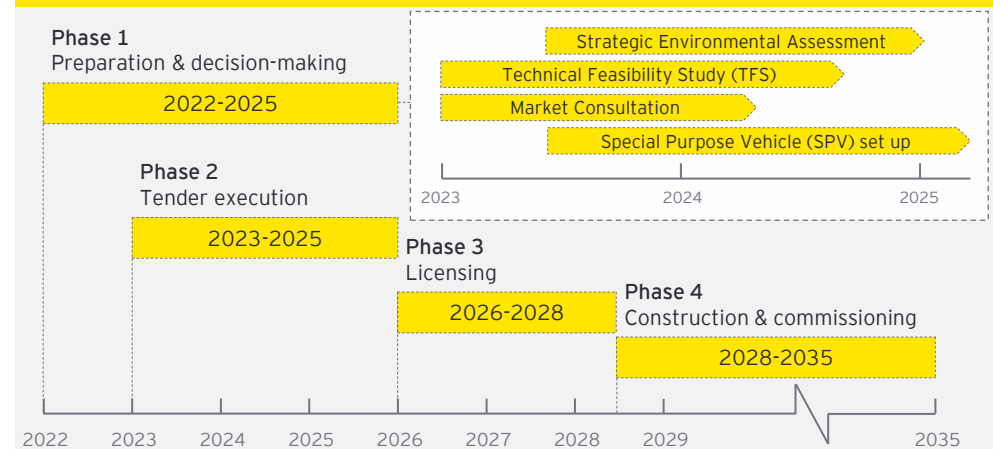 Phase 1
Preparation & decision-making
2022-2025
Strategic Environmental Assessment
Technical Feasibility Study (TFS)
Market Consultation
Special Purpose Vehicle (SPV) set up
2023
2024
2025
Phase 2
Tender execution
2023-2025
Phase 3
Licensing
2026-2028
Phase 4
Construction & commissioning
2028-2035
2022 2023 2024 2025 2026 2027 2028 2029 2035